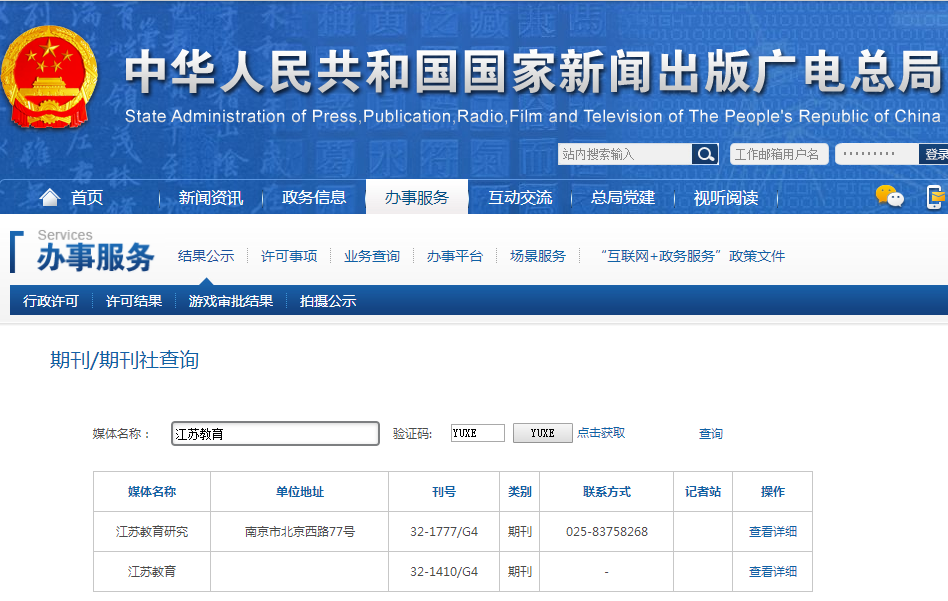 中华人民共和国国家新闻出版广电总局
State Administration of Press,Publication,Radio,Film and Television of The People's Republic of China
站内搜索输入 工作邮箱用户名 ········· 登录
首页 新闻资讯 政务信息 办事服务 互动交流 总局党建 视听阅读
Services
办事服务 结果公示 许可事项 业务查询 办事平台 场景服务 “互联网+政务服务”政策文件
行政许可 许可结果 游戏审批结果 拍摄公示
期刊/期刊社查询
媒体名称： 江苏教育 验证码: YUXE YUXE 点击获取 查询
媒体名称 单位地址 刊号 类别 联系方式 记者站 操作
江苏教育研究 南京市北京西路77号 32-1777/G4 期刊 025-83758268 查看详细
江苏教育 32-1410/G4 期刊 - 查看详细